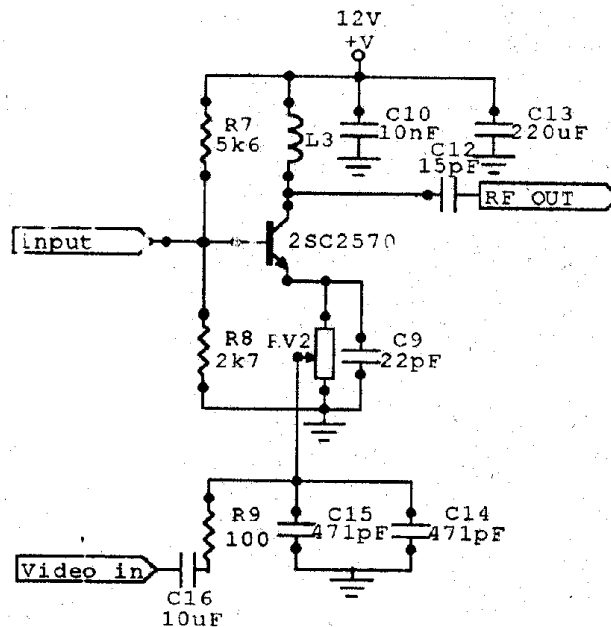 12V
+V
R7
5k6
L3
C10
10nF
C13
220uF
C12
15pF
RF OUT
input
2SC2570
R8
2k7
RV2
C9
22pF
R9
100
C15
471pF
C14
471pF
Video in
C16
10uF